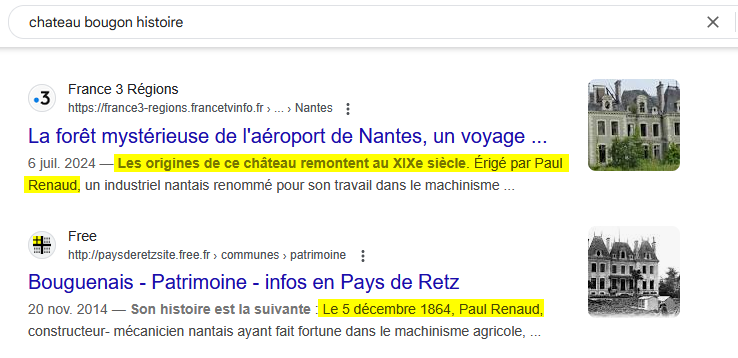 chateau bougon histoire
France 3 Régions
https://france3-regions.francetvinfo.fr › ... › Nantes
La forêt mystérieuse de l'aéroport de Nantes, un voyage ...
6 juil. 2024 — Les origines de ce château remontent au XIXe siècle. Érigé par Paul
Renaud, un industriel nantais renommé pour son travail dans le machinisme ...
Free
http://paysderetzsite.free.fr › communes › patrimoine
Bouguenais - Patrimoine - infos en Pays de Retz
20 nov. 2014 — Son histoire est la suivante : Le 5 décembre 1864, Paul Renaud,
constructeur- mécanicien nantais ayant fait fortune dans le machinisme agricole, ...